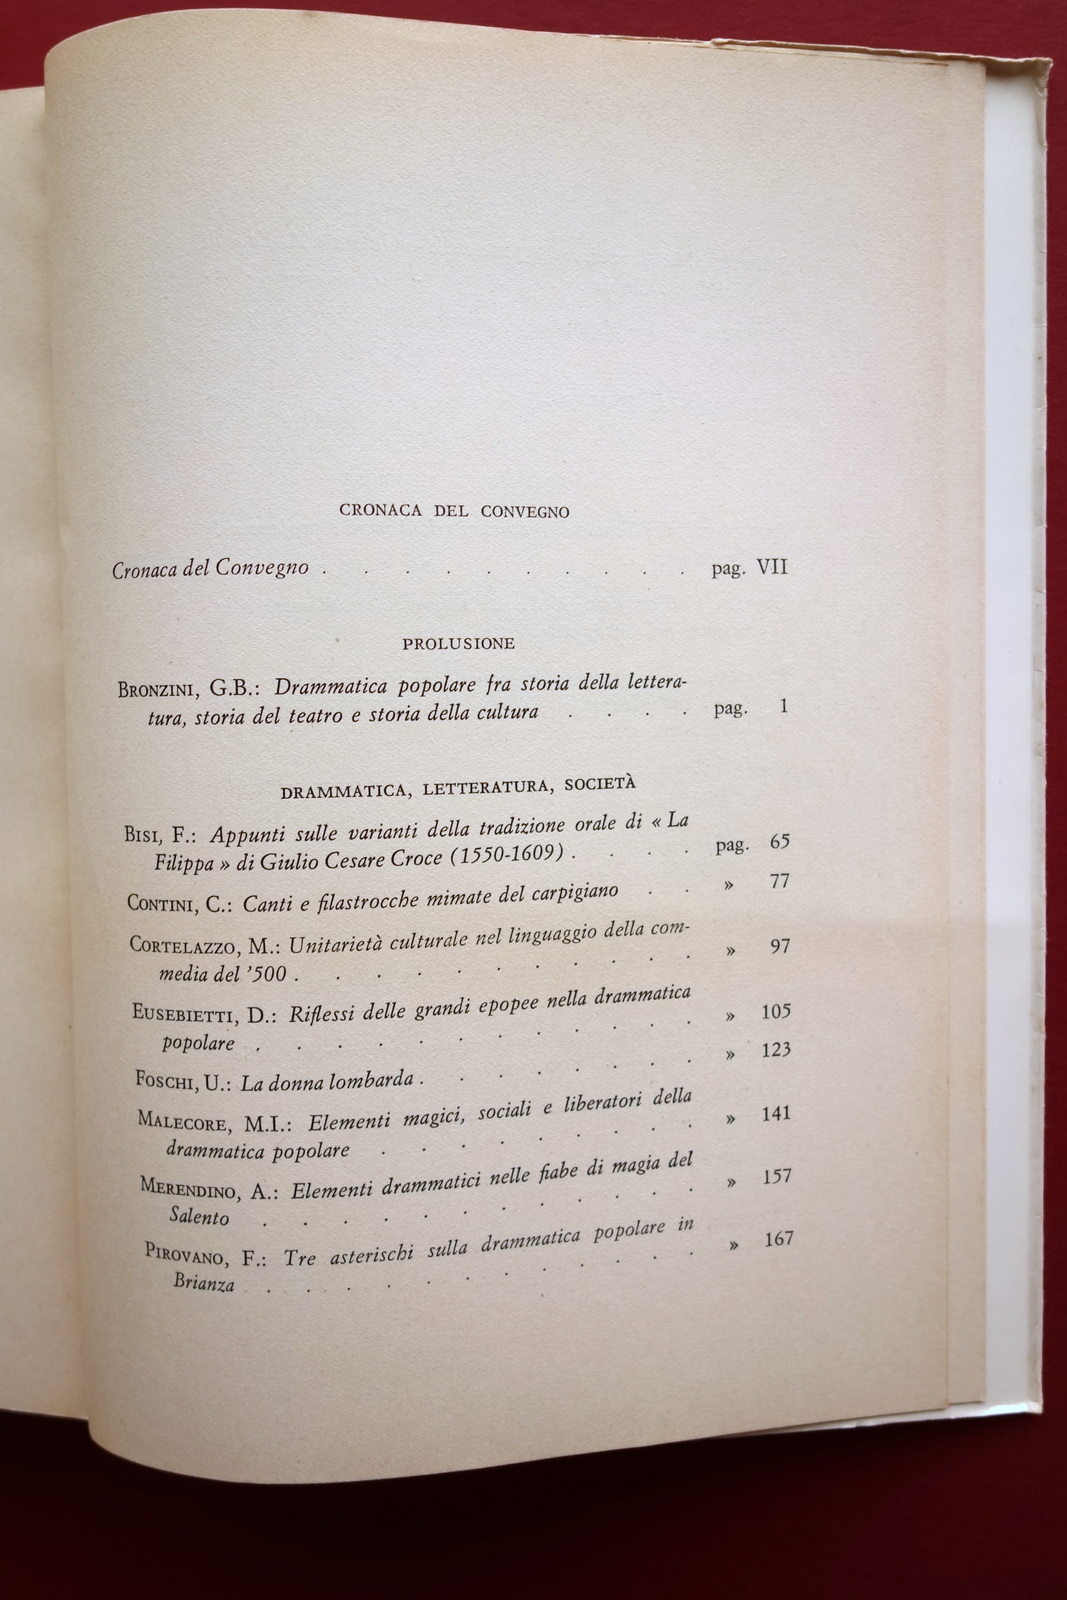 CRONACA DEL CONVEGNO
Cronaca del Convegno . . . . . . . . . . pag. VII
PROLUSIONE
BRONZINI, G.B.: Drammatica popolare fra storia della lettera-
tura, storia del teatro e storia della cultura . . . . pag. 1
DRAMMATICA, LETTERATURA, SOCIETÀ
BISI, F.: Appunti sulle varianti della tradizione orale di « La
Filippa » di Giulio Cesare Croce (1550-1609) . . . . pag. 65
CONTINI, C.: Canti e filastrocche mimate del carpigiano . . » 77
CORTELAZZO, M.: Unitarietà culturale nel linguaggio della com-
media del '500 . . . . . . . . . . . » 97
EUSEBIETTI, D.: Riflessi delle grandi epopee nella drammatica
popolare . . . . . . . . . . . . » 105
FOSCHI, U.: La donna lombarda . . . . . . . . » 123
MALECORE, M.I.: Elementi magici, sociali e liberatori della
drammatica popolare . . . . . . . . . » 141
MERENDINO, A.: Elementi drammatici nelle fiabe di magia del
Salento . . . . . . . . . . . . » 157
PIROVANO, F.: Tre asterischi sulla drammatica popolare in
Brianza . . . . . . . . . . . . » 167